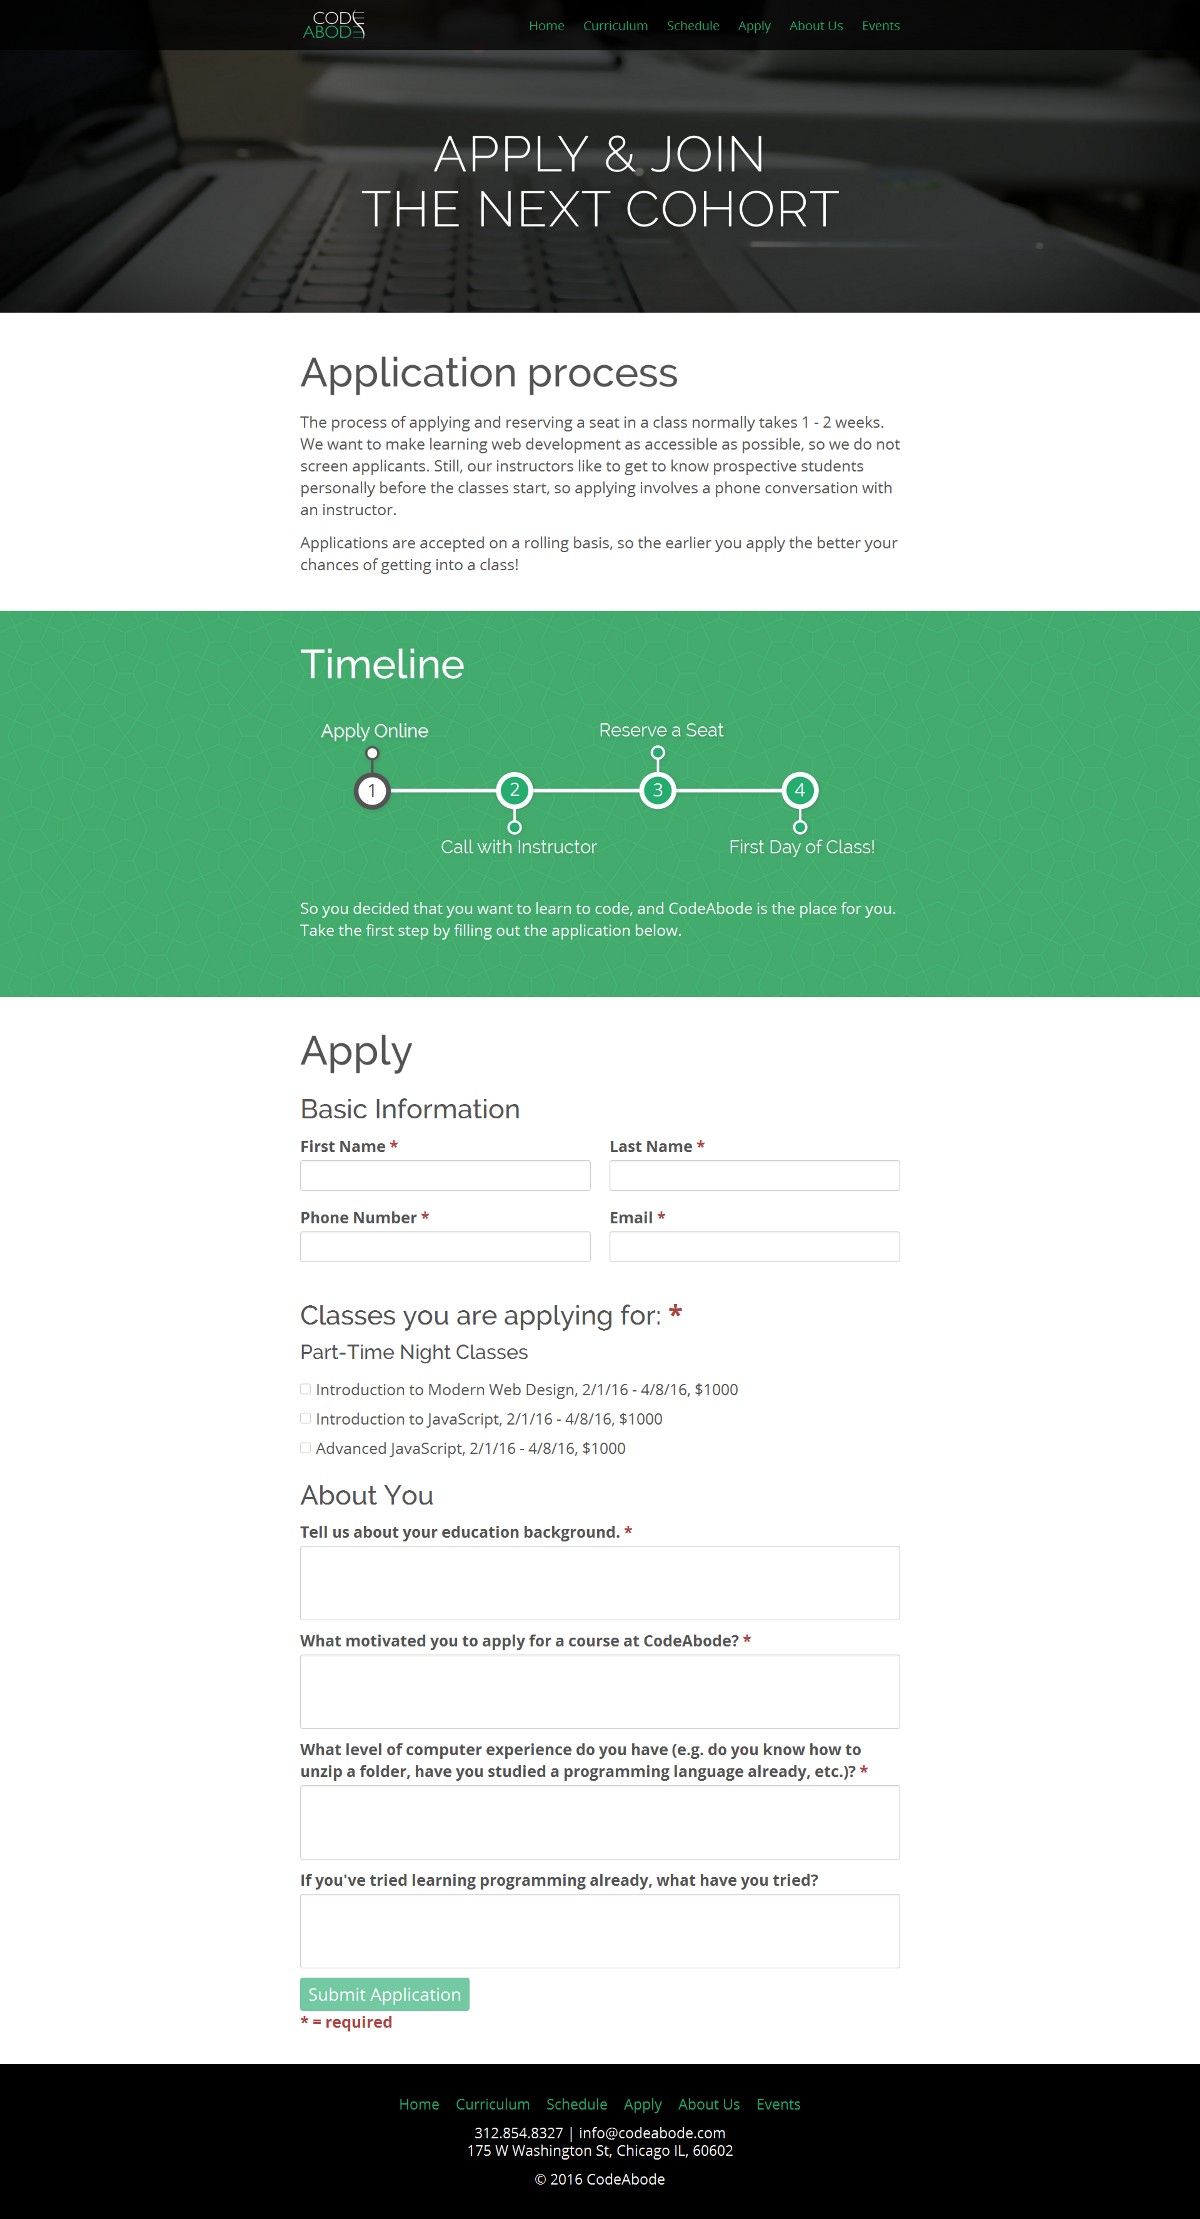 CODE
ABODE
Home Curriculum Schedule Apply About Us Events
APPLY & JOIN
THE NEXT COHORT
Application process
The process of applying and reserving a seat in a class normally takes 1 - 2 weeks.
We want to make learning web development as accessible as possible, so we do not
screen applicants. Still, our instructors like to get to know prospective students
personally before the classes start, so applying involves a phone conversation with
an instructor.
Applications are accepted on a rolling basis, so the earlier you apply the better your
chances of getting into a class!
Timeline
Apply Online
Reserve a Seat
1 2 3 4
Call with Instructor
First Day of Class!
So you decided that you want to learn to code, and CodeAbode is the place for you.
Take the first step by filling out the application below.
Apply
Basic Information
First Name *
Last Name *
Phone Number *
Email *
Classes you are applying for: *
Part-Time Night Classes
Introduction to Modern Web Design, 2/1/16 - 4/8/16, $1000
Introduction to JavaScript, 2/1/16 - 4/8/16, $1000
Advanced JavaScript, 2/1/16 - 4/8/16, $1000
About You
Tell us about your education background. *
What motivated you to apply for a course at CodeAbode? *
What level of computer experience do you have (e.g. do you know how to
unzip a folder, have you studied a programming language already, etc.)? *
If you've tried learning programming already, what have you tried?
Submit Application
* = required
Home Curriculum Schedule Apply About Us Events
312.854.8327 | info@codeabode.com
175 W Washington St, Chicago IL, 60602
© 2016 CodeAbode